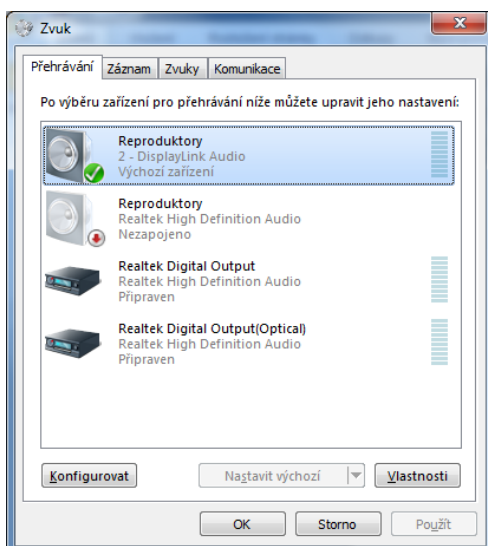 Zvuk
Přehrávání Záznam Zvuky Komunikace
Po výběru zařízení pro přehrávání níže můžete upravit jeho nastavení:
Reproduktory
2 - DisplayLink Audio
Výchozí zařízení
Reproduktory
Realtek High Definition Audio
Nezapojeno
Realtek Digital Output
Realtek High Definition Audio
Připraven
Realtek Digital Output(Optical)
Realtek High Definition Audio
Připraven
Konfigurovat Nastavit výchozí Vlastnosti
OK Storno Použít